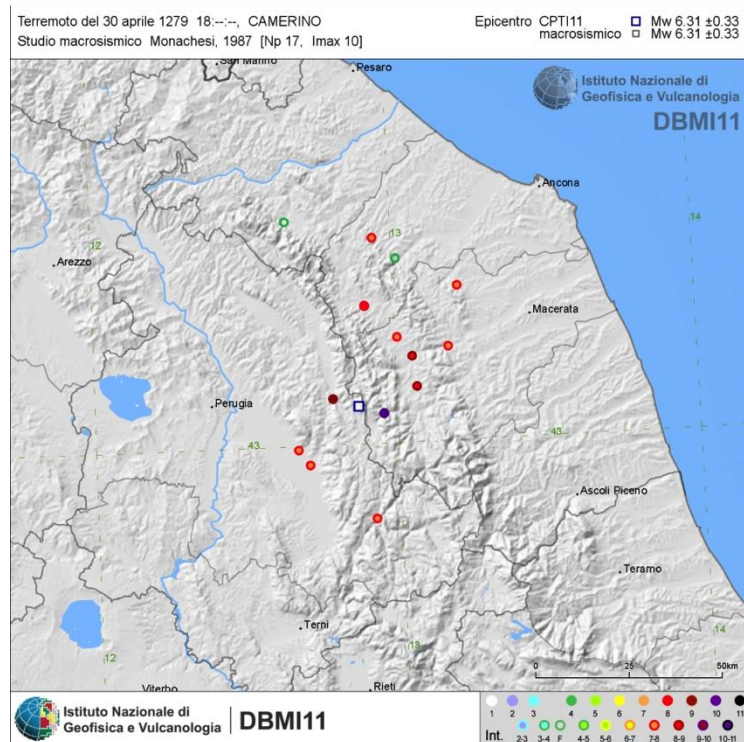 Terremoto del 30 aprile 1279 18:--:--, CAMERINO
Studio macrosismico Monachesi, 1987 [Np 17, Imax 10]
Epicentro CPTI11 Mw 6.31 ±0.33
macrosismico Mw 6.31 ±0.33
San Marino
Pesaro
Istituto Nazionale di
Geofisica e Vulcanologia
DBMI11
Ancona
14
13
12
Arezzo
Macerata
Perugia
43
43
Ascoli Piceno
Teramo
Terni
13
14
12
0 25 50km
Viterbo
Rieti
Istituto Nazionale di
Geofisica e Vulcanologia
DBMI11
1 2 3 4 5 6 7 8 9 10 11
Int. 2-3 3-4 F 4-5 5-6 6-7 7-8 8-9 9-10 10-11